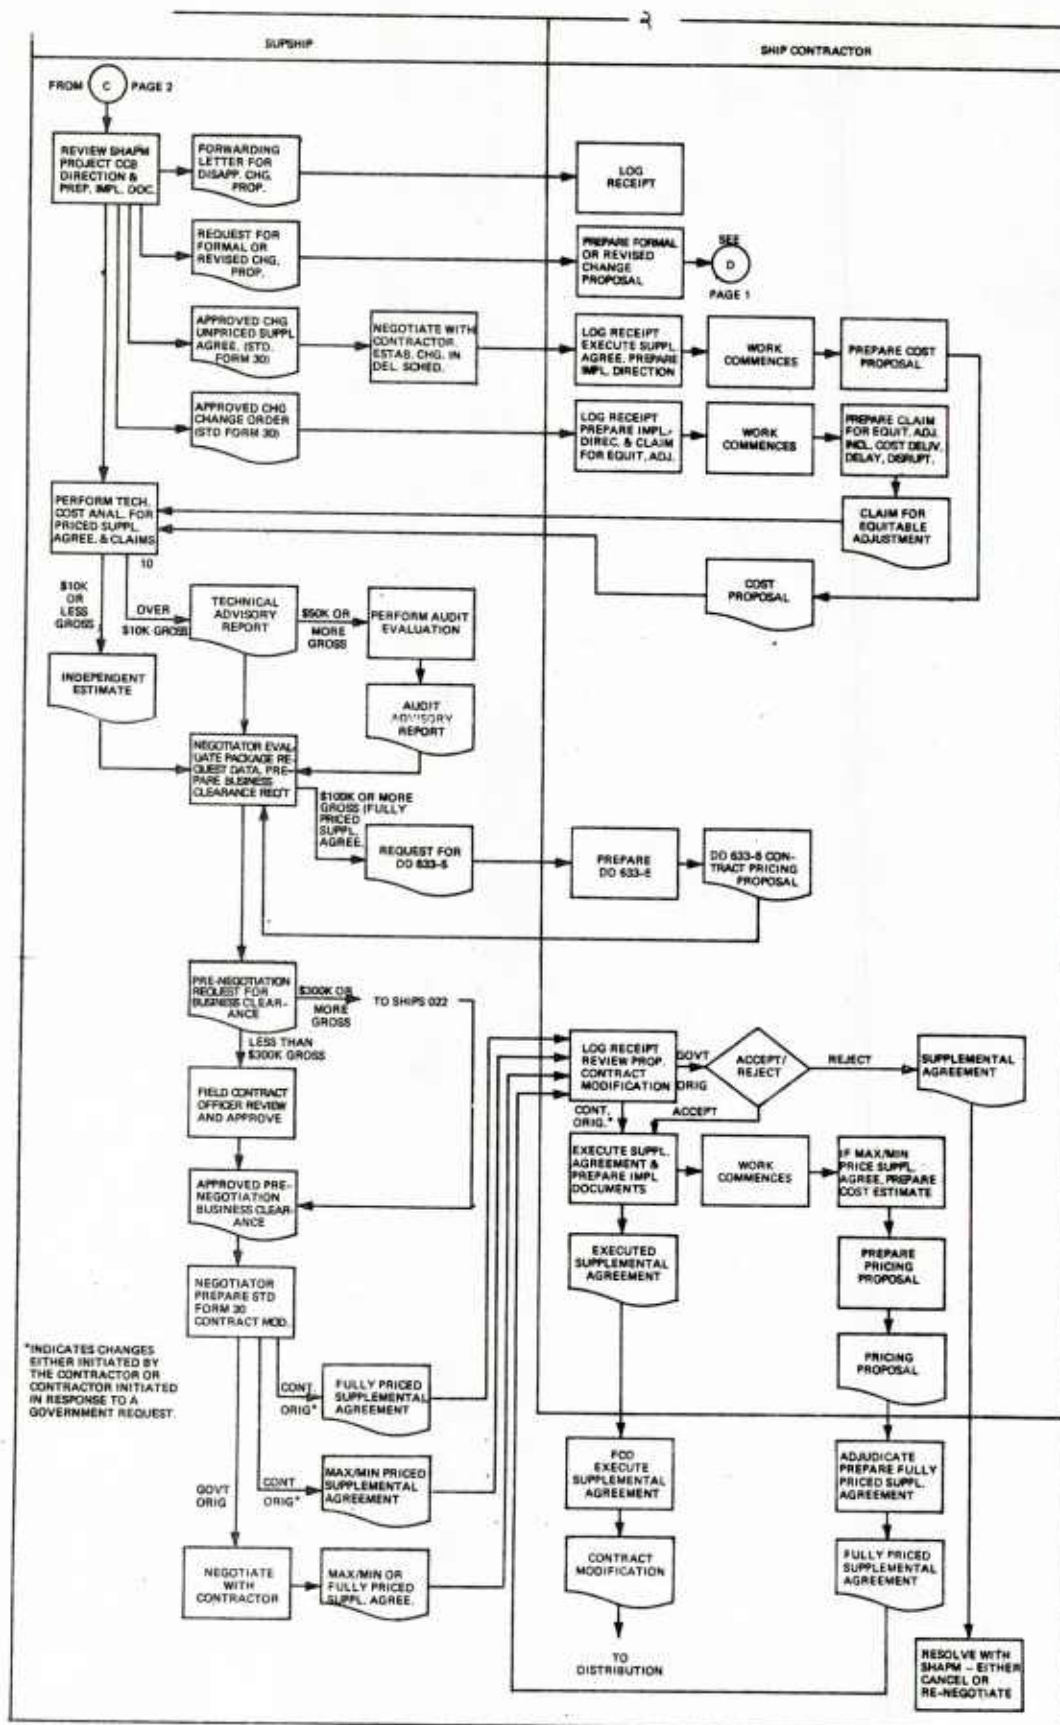 2
SUPSHIP
SHIP CONTRACTOR
FROM
C
PAGE 2
REVIEW SHAPM
PROJECT CCB
DIRECTION &
PREP. IMPL. DOC.
FORWARDING
LETTER FOR
DISAPP. CHG.
PROP.
LOG
RECEIPT
REQUEST FOR
FORMAL OR
REVISED CHG.
PROP.
PREPARE FORMAL
OR REVISED
CHANGE
PROPOSAL
SEE
D
PAGE 1
APPROVED CHG
UNPRICED SUPPL
AGREE. (STD.
FORM 30)
NEGOTIATE WITH
CONTRACTOR.
ESTAB. CHG. IN
DEL. SCHED.
LOG RECEIPT
EXECUTE SUPPL.
AGREE. PREPARE
IMPL. DIRECTION
WORK
COMMENCES
PREPARE COST
PROPOSAL
APPROVED CHG
CHANGE ORDER
(STD FORM 30)
LOG RECEIPT
PREPARE IMPL.
DIREC. & CLAIM
FOR EQUIT. ADJ.
WORK
COMMENCES
PREPARE CLAIM
FOR EQUIT. ADJ.
INCL. COST DELIV.
DELAY, DISRUPT.
PERFORM TECH.
COST ANAL. FOR
PRICED SUPPL.
AGREE. & CLAIMS
10
CLAIM FOR
EQUITABLE
ADJUSTMENT
COST
PROPOSAL
$10K
OR
LESS
GROSS
OVER
$10K GROSS
TECHNICAL
ADVISORY
REPORT
$50K OR
MORE
GROSS
PERFORM AUDIT
EVALUATION
INDEPENDENT
ESTIMATE
AUDIT
ADVISORY
REPORT
NEGOTIATOR EVAL-
UATE PACKAGE RE-
QUEST DATA, PRE-
PARE BUSINESS
CLEARANCE REQ'T
$100K OR MORE
GROSS (FULLY
PRICED
SUPPL.
AGREE.
REQUEST FOR
DD 633-5
PREPARE
DD 633-5
DD 633-5 CON-
TRACT PRICING
PROPOSAL
PRE-NEGOTIATION
REQUEST FOR
BUSINESS CLEAR-
ANCE
$300K OR
MORE
GROSS
TO SHIPS 022
LESS THAN
$300K GROSS
FIELD CONTRACT
OFFICER REVIEW
AND APPROVE
APPROVED PRE-
NEGOTIATION
BUSINESS CLEAR-
ANCE
NEGOTIATOR
PREPARE STD
FORM 30
CONTRACT MOD.
LOG RECEIPT
REVIEW PROP.
CONTRACT
MODIFICATION
GOVT
ORIG
ACCEPT/
REJECT
REJECT
SUPPLEMENTAL
AGREEMENT
CONT.
ORIG.*
ACCEPT
EXECUTE SUPPL.
AGREEMENT &
PREPARE IMPL
DOCUMENTS
WORK
COMMENCES
IF MAX/MIN
PRICE SUPPL.
AGREE, PREPARE
COST ESTIMATE
EXECUTED
SUPPLEMENTAL
AGREEMENT
PREPARE
PRICING
PROPOSAL
PRICING
PROPOSAL
*INDICATES CHANGES
EITHER INITIATED BY
THE CONTRACTOR OR
CONTRACTOR INITIATED
IN RESPONSE TO A
GOVERNMENT REQUEST.
CONT.
ORIG*
FULLY PRICED
SUPPLEMENTAL
AGREEMENT
GOVT
ORIG
CONT
ORIG*
MAX/MIN PRICED
SUPPLEMENTAL
AGREEMENT
FCO
EXECUTE
SUPPLEMENTAL
AGREEMENT
ADJUDICATE
PREPARE FULLY
PRICED SUPPL.
AGREEMENT
NEGOTIATE
WITH
CONTRACTOR
MAX/MIN OR
FULLY PRICED
SUPPL. AGREE.
CONTRACT
MODIFICATION
FULLY PRICED
SUPPLEMENTAL
AGREEMENT
TO
DISTRIBUTION
RESOLVE WITH
SHAPM – EITHER
CANCEL OR
RE-NEGOTIATE